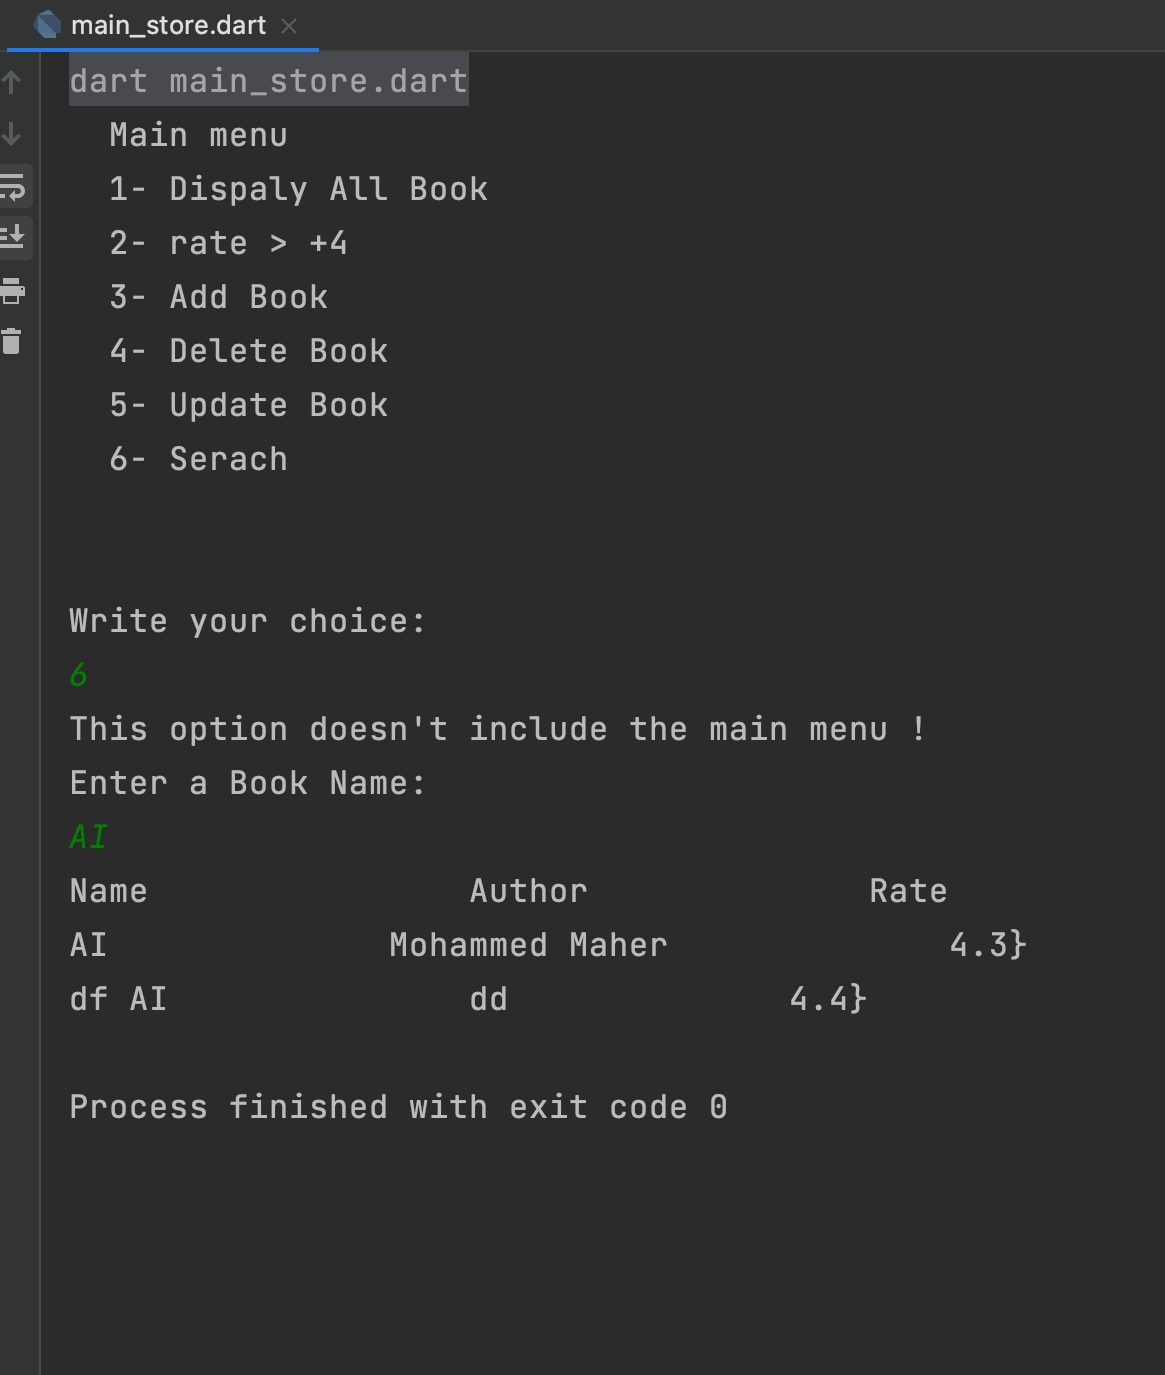 main_store.dart
dart main_store.dart
Main menu
1- Dispaly All Book
2- rate > +4
3- Add Book
4- Delete Book
5- Update Book
6- Serach
Write your choice:
6
This option doesn't include the main menu !
Enter a Book Name:
AI
Name Author Rate
AI Mohammed Maher 4.3}
df AI dd 4.4}
Process finished with exit code 0